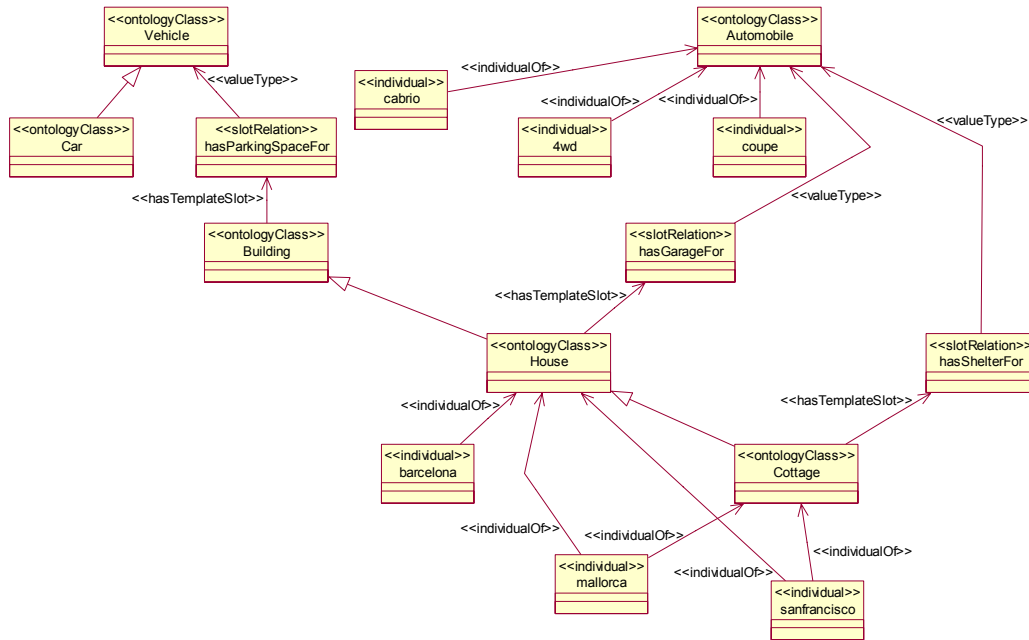 <<ontologyClass>>
Vehicle
<<ontologyClass>>
Automobile
<<valueType>>
<<individualOf>>
<<individual>>
cabrio
<<individualOf>>
<<individualOf>>
<<ontologyClass>>
Car
<<slotRelation>>
hasParkingSpaceFor
<<individual>>
4wd
<<individual>>
coupe
<<valueType>>
<<hasTemplateSlot>>
<<valueType>>
<<ontologyClass>>
Building
<<slotRelation>>
hasGarageFor
<<hasTemplateSlot>>
<<ontologyClass>>
House
<<slotRelation>>
hasShelterFor
<<individualOf>>
<<hasTemplateSlot>>
<<individual>>
barcelona
<<ontologyClass>>
Cottage
<<individualOf>>
<<individualOf>>
<<individualOf>>
<<individual>>
mallorca
<<individualOf>>
<<individual>>
sanfrancisco